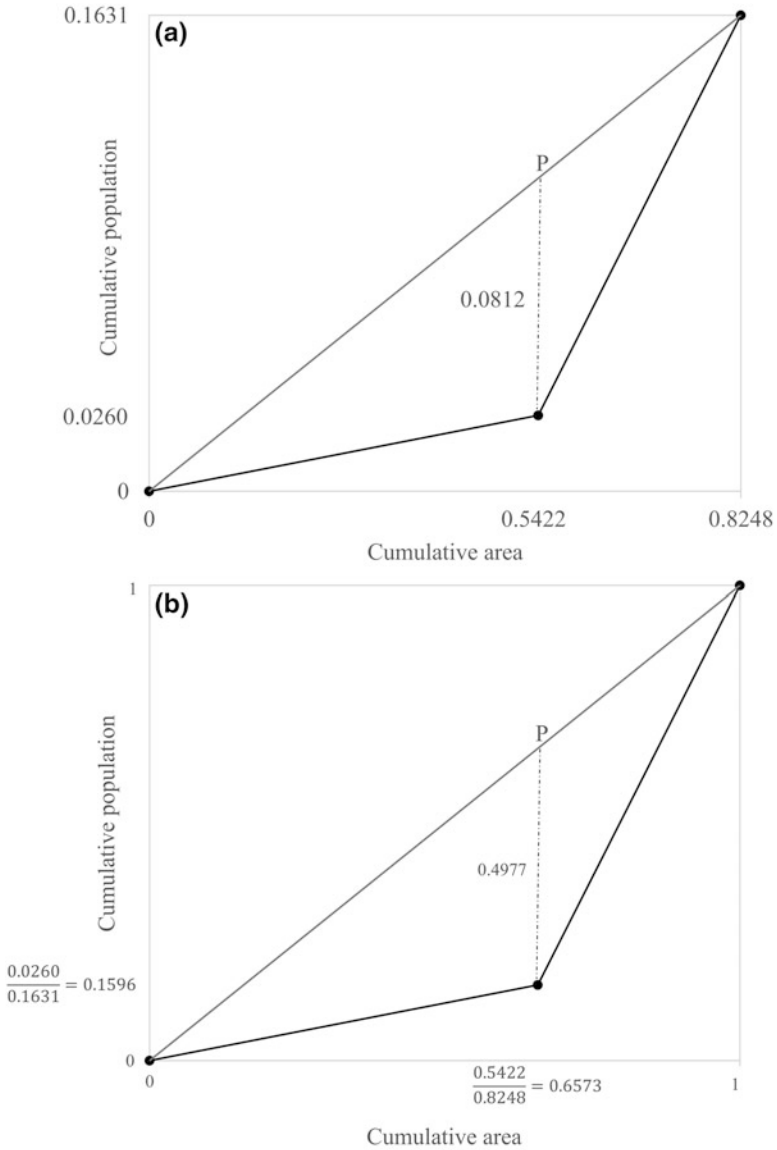 0.1631
(a)
Cumulative population
P
0.0812
0.0260
0
0
0.5422
0.8248
Cumulative area
1
(b)
Cumulative population
P
0.4977
0.0260
0.1631
= 0.1596
0
0
0.5422
0.8248
= 0.6573
1
Cumulative area